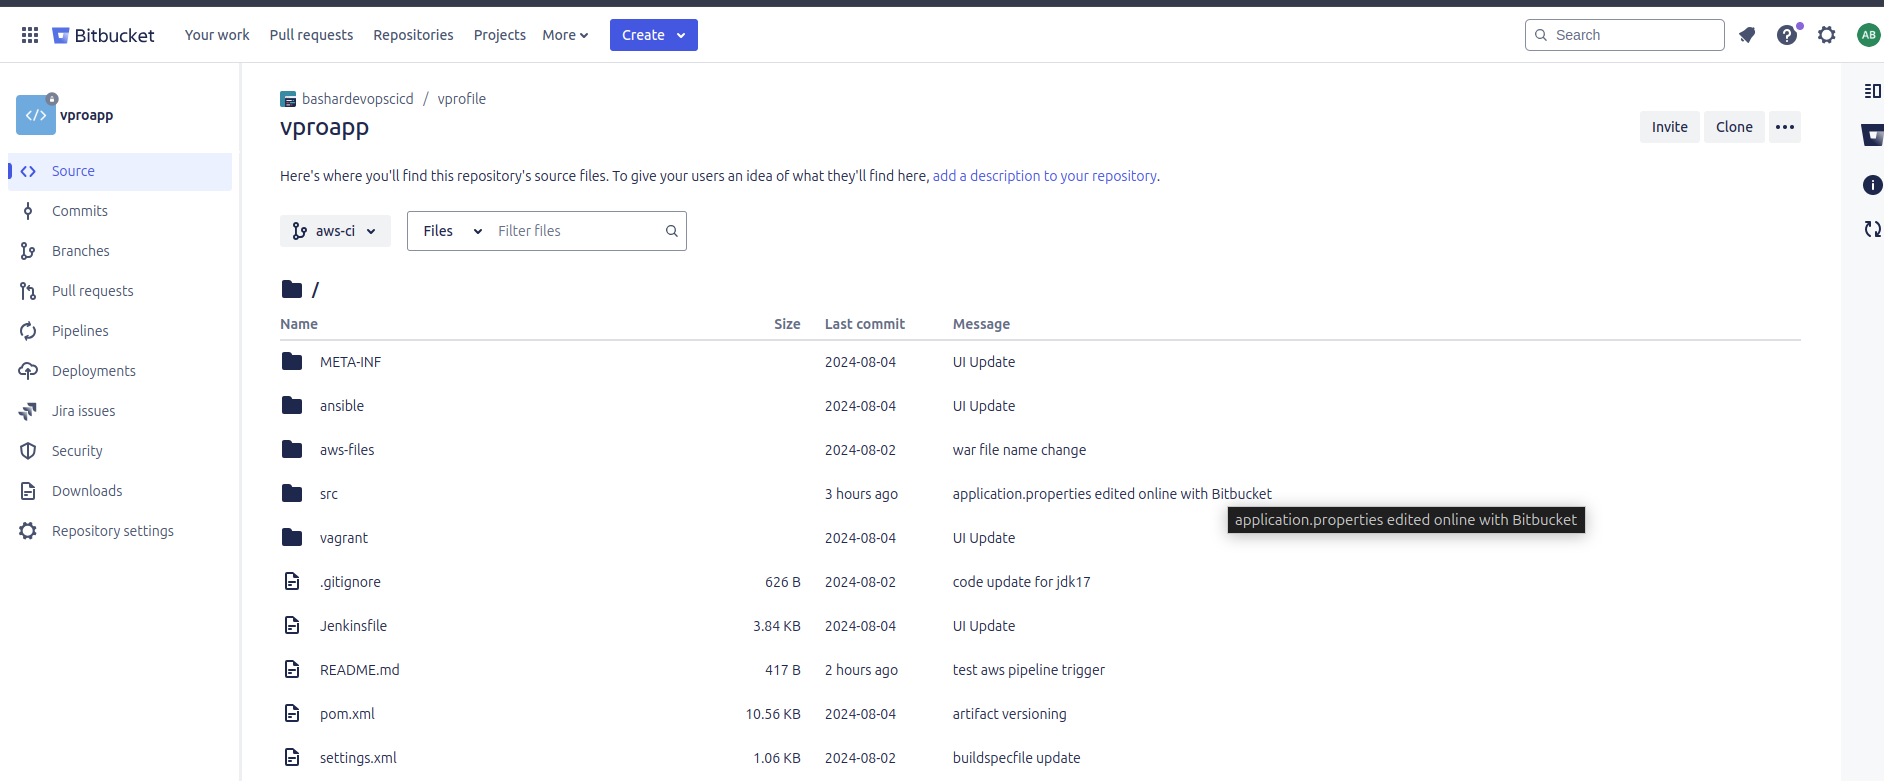 Bitbucket Your work Pull requests Repositories Projects More Create Search AB
vproapp
Source
Commits
Branches
Pull requests
Pipelines
Deployments
Jira issues
Security
Downloads
Repository settings
bashardevopscicd / vprofile
vproapp
Invite Clone
Here's where you'll find this repository's source files. To give your users an idea of what they'll find here, add a description to your repository.
aws-ci Files Filter files
/
Name Size Last commit Message
META-INF 2024-08-04 UI Update
ansible 2024-08-04 UI Update
aws-files 2024-08-02 war file name change
src 3 hours ago application.properties edited online with Bitbucket
application.properties edited online with Bitbucket
vagrant 2024-08-04 UI Update
.gitignore 626 B 2024-08-02 code update for jdk17
Jenkinsfile 3.84 KB 2024-08-04 UI Update
README.md 417 B 2 hours ago test aws pipeline trigger
pom.xml 10.56 KB 2024-08-04 artifact versioning
settings.xml 1.06 KB 2024-08-02 buildspecfile update